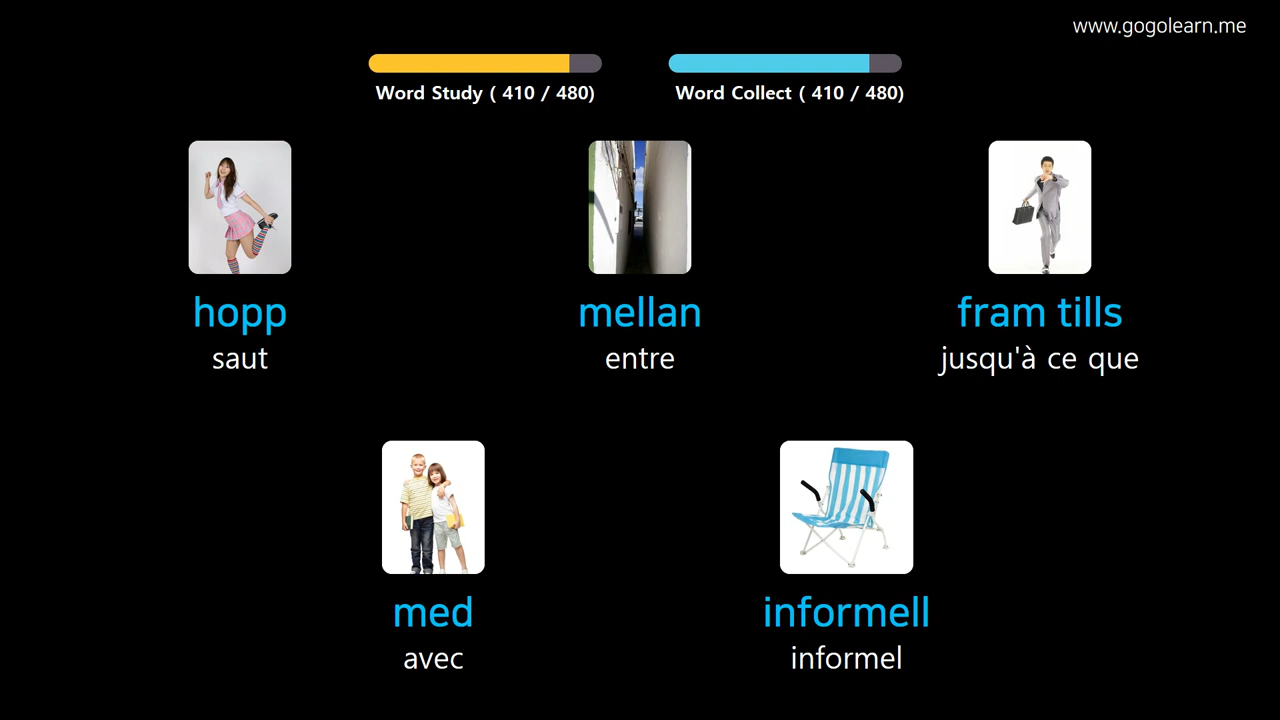 www.gogolearn.me
Word Study ( 410 / 480)
Word Collect ( 410 / 480)
hopp
saut
mellan
entre
fram tills
jusqu'à ce que
med
avec
informell
informel